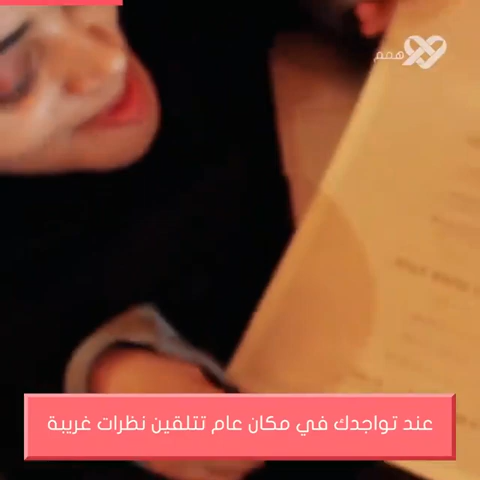 همم
عند تواجدك في مكان عام تتلقين نظرات غريبة